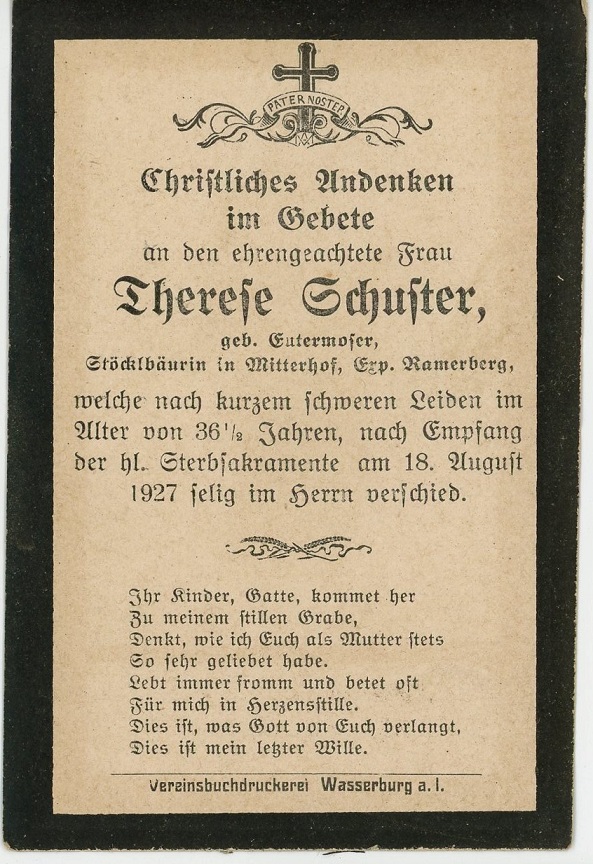 PATER NOSTER
Christliches Andenken
im Gebete
an den ehrengeachtete Frau
Therese Schuster,
geb. Eutermoser,
Stöcklbäurin in Mitterhof, Exp. Ramerberg,
welche nach kurzem schweren Leiden im
Alter von 36 1/2 Jahren, nach Empfang
der hl. Sterbsakramente am 18. August
1927 selig im Herrn verschied.
Ihr Kinder, Gatte, kommet her
Zu meinem stillen Grabe,
Denkt, wie ich Euch als Mutter stets
So sehr geliebet habe.
Lebt immer fromm und betet oft
Für mich in Herzensstille.
Dies ist, was Gott von Euch verlangt,
Dies ist mein letzter Wille.
Vereinsbuchdruckerei Wasserburg a. I.